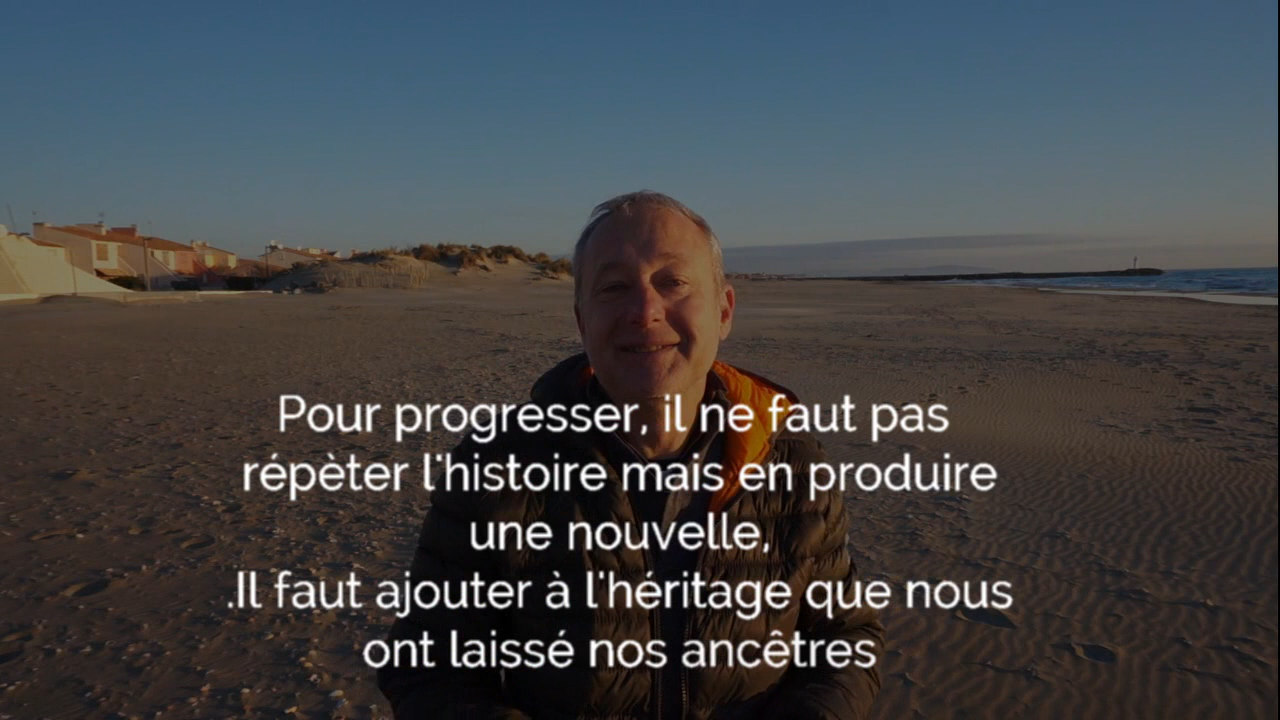 Pour progresser, il ne faut pas
répèter l'histoire mais en produire
une nouvelle,
.Il faut ajouter à l'héritage que nous
ont laissé nos ancêtres